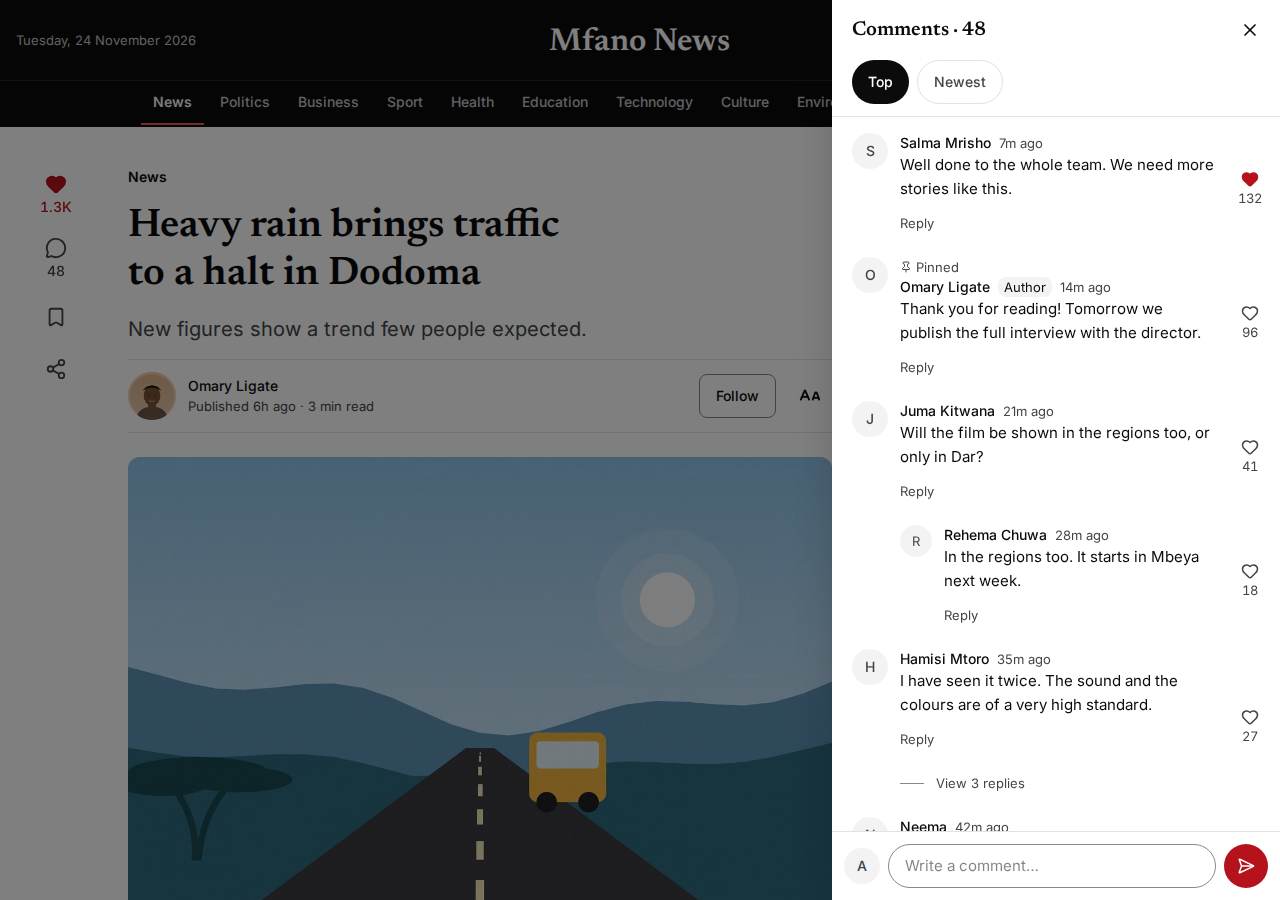 Tuesday, 24 November 2026
Mfano News
News
Politics
Business
Sport
Health
Education
Technology
Culture
1.3K
48
News
Heavy rain brings traffic
to a halt in Dodoma
New figures show a trend few people expected.
Omary Ligate
Published 6h ago · 3 min read
Follow
AA
Comments · 48
Top
Newest
S
Salma Mrisho 7m ago
Well done to the whole team. We need more
stories like this.
132
Reply
Pinned
O
Omary Ligate Author 14m ago
Thank you for reading! Tomorrow we
publish the full interview with the director.
96
Reply
J
Juma Kitwana 21m ago
Will the film be shown in the regions too, or
only in Dar?
41
Reply
R
Rehema Chuwa 28m ago
In the regions too. It starts in Mbeya
next week.
18
Reply
H
Hamisi Mtoro 35m ago
I have seen it twice. The sound and the
colours are of a very high standard.
27
Reply
View 3 replies
Neema 42m ago
A
Write a comment...